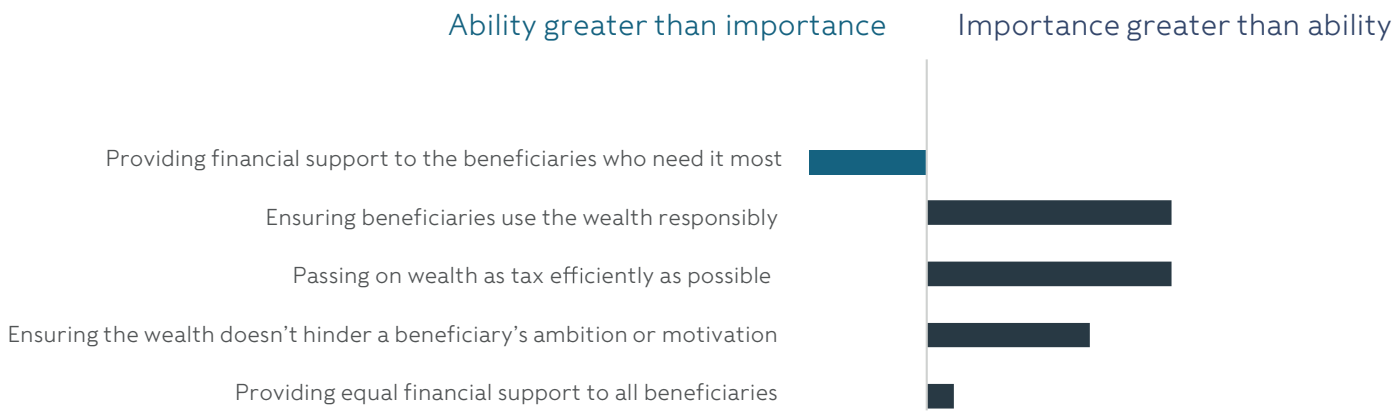 Ability greater than importance
Importance greater than ability
Providing financial support to the beneficiaries who need it most
Ensuring beneficiaries use the wealth responsibly
Passing on wealth as tax efficiently as possible
Ensuring the wealth doesn’t hinder a beneficiary’s ambition or motivation
Providing equal financial support to all beneficiaries